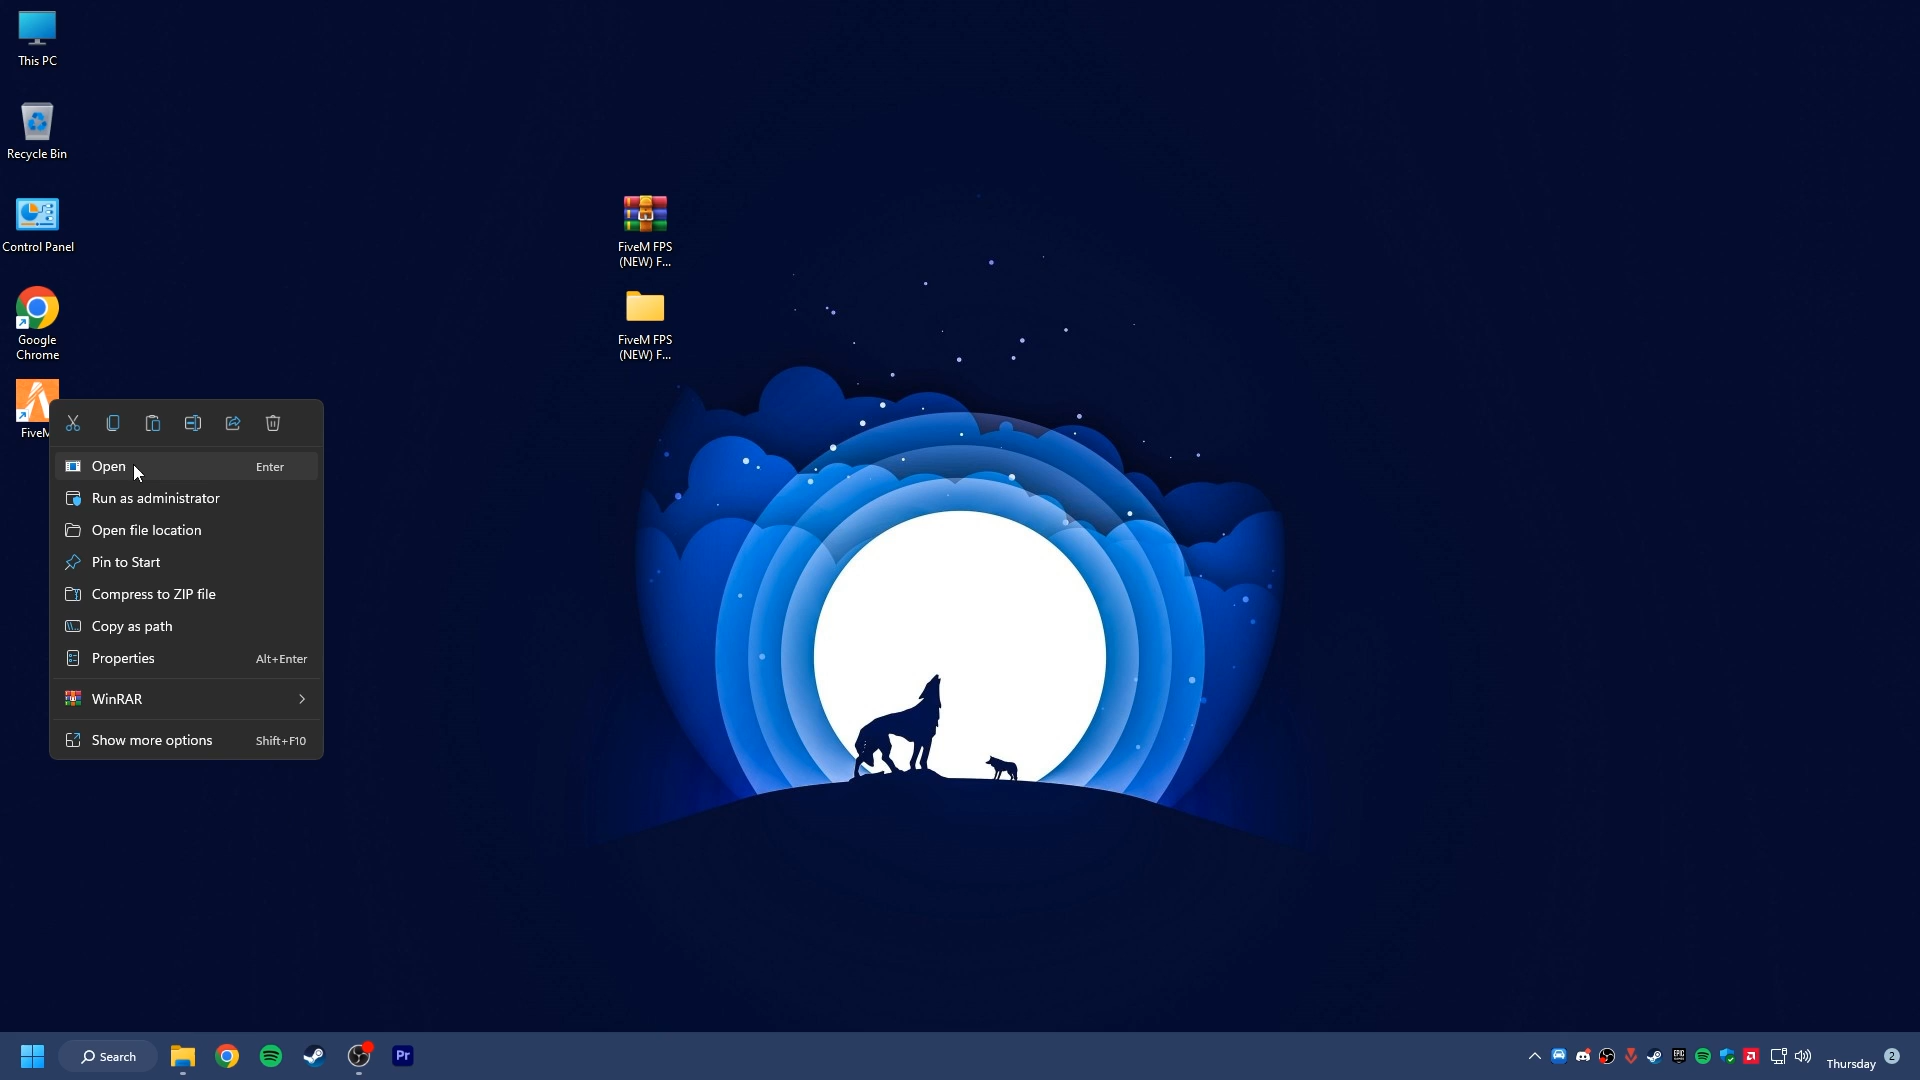 This PC
Recycle Bin
Control Panel
Google
Chrome
FiveM
FiveM FPS
(NEW) F...
FiveM FPS
(NEW) F...
Open Enter
Run as administrator
Open file location
Pin to Start
Compress to ZIP file
Copy as path
Properties Alt+Enter
WinRAR
Show more options Shift+F10
Search
Pr
EPIC
Thursday
2